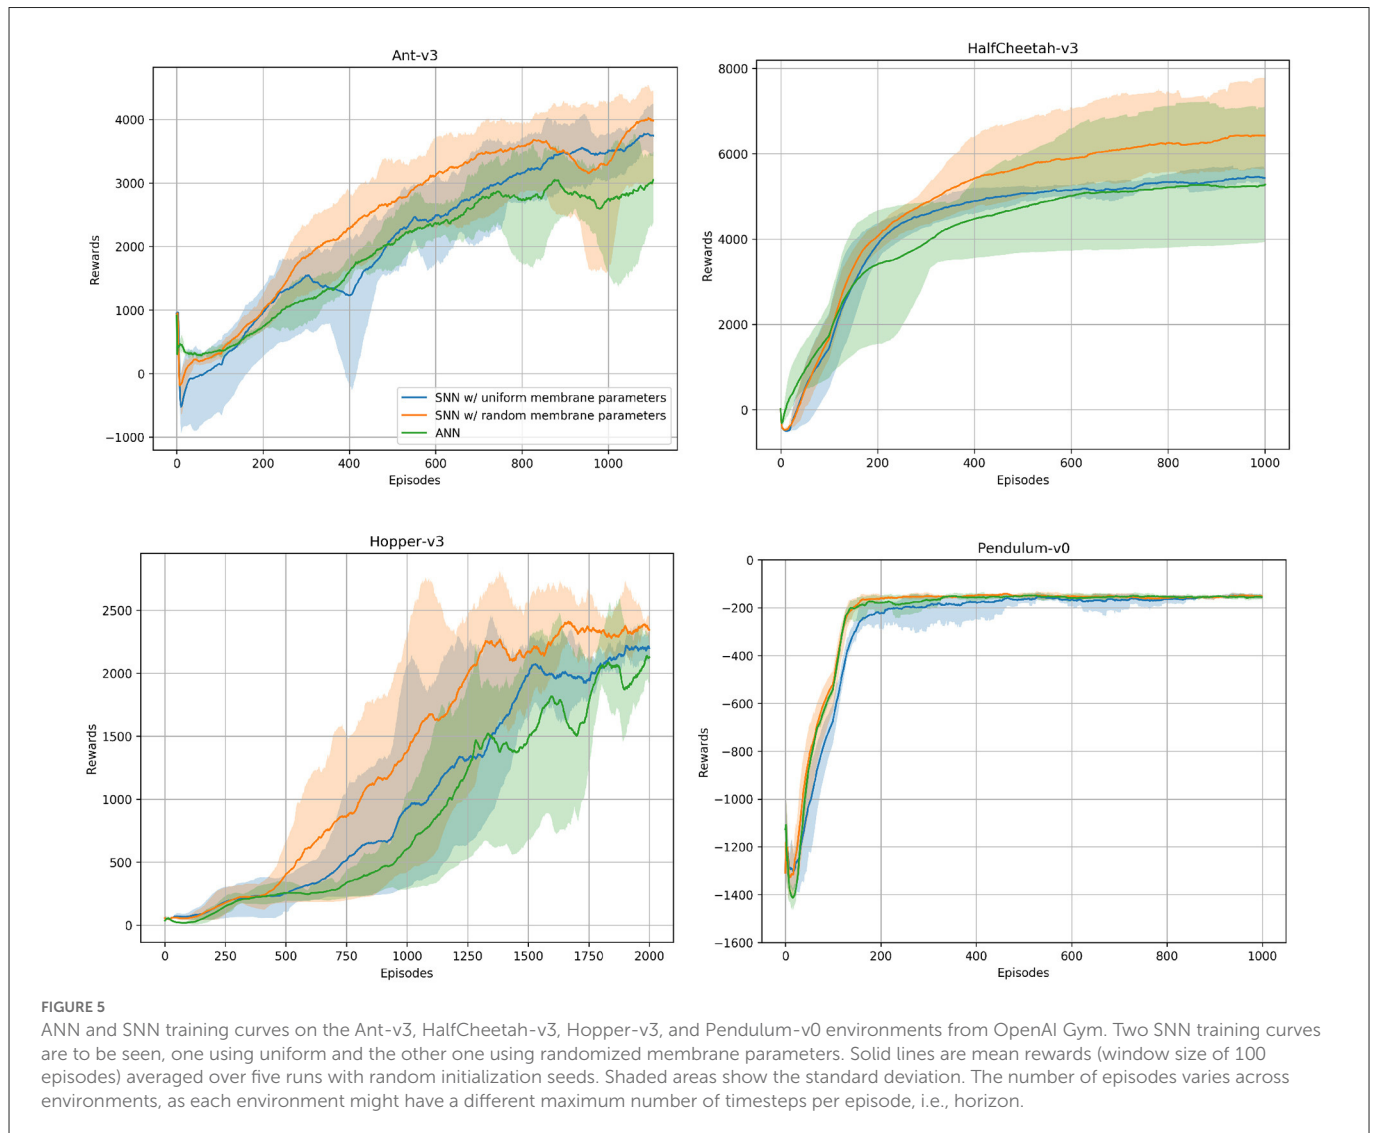 Ant-v3
4000
3000
2000
1000
0
−1000
Rewards
0 200 400 600 800 1000
Episodes
SNN w/ uniform membrane parameters
SNN w/ random membrane parameters
ANN
HalfCheetah-v3
8000
6000
4000
2000
0
Rewards
0 200 400 600 800 1000
Episodes
Hopper-v3
2500
2000
1500
1000
500
0
Rewards
0 250 500 750 1000 1250 1500 1750 2000
Episodes
Pendulum-v0
0
−200
−400
−600
−800
−1000
−1200
−1400
−1600
Rewards
0 200 400 600 800 1000
Episodes
FIGURE 5
ANN and SNN training curves on the Ant-v3, HalfCheetah-v3, Hopper-v3, and Pendulum-v0 environments from OpenAI Gym. Two SNN training curves
are to be seen, one using uniform and the other one using randomized membrane parameters. Solid lines are mean rewards (window size of 100
episodes) averaged over five runs with random initialization seeds. Shaded areas show the standard deviation. The number of episodes varies across
environments, as each environment might have a different maximum number of timesteps per episode, i.e., horizon.